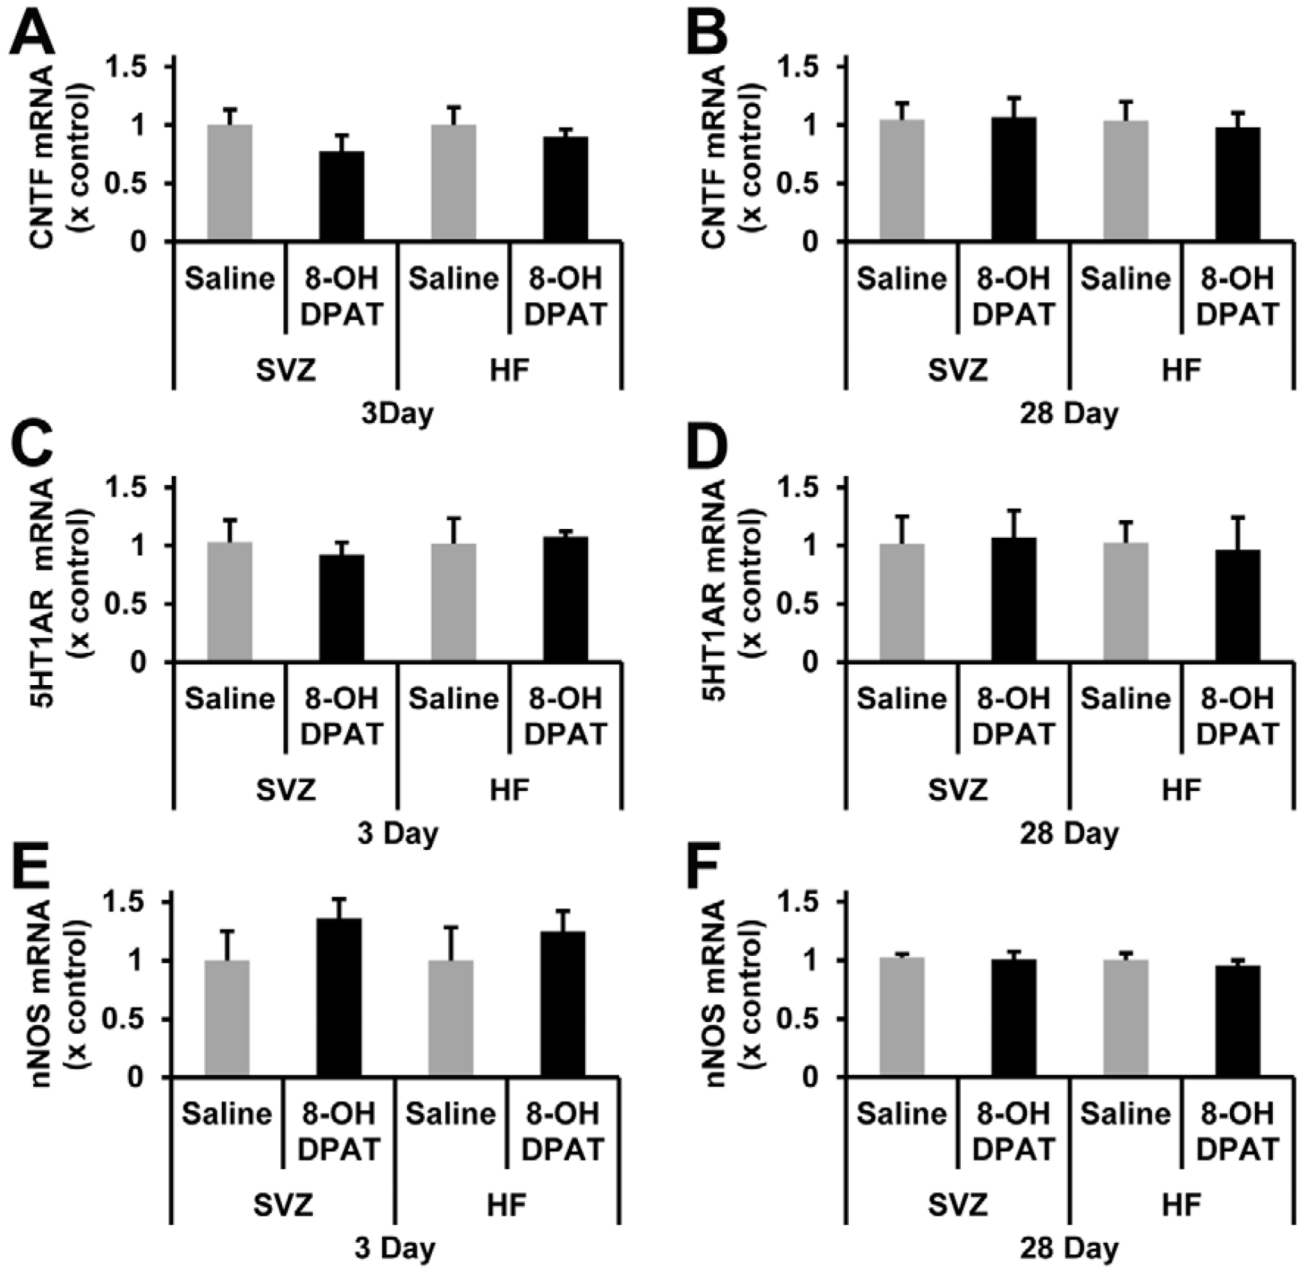 A
CNTF mRNA
(x control)
1.5
1
0.5
0
Saline 8-OH Saline 8-OH
DPAT DPAT
SVZ HF
3Day
B
CNTF mRNA
(x control)
1.5
1
0.5
0
Saline 8-OH Saline 8-OH
DPAT DPAT
SVZ HF
28 Day
C
5HT1AR mRNA
(x control)
1.5
1
0.5
0
Saline 8-OH Saline 8-OH
DPAT DPAT
SVZ HF
3 Day
D
5HT1AR mRNA
(x control)
1.5
1
0.5
0
Saline 8-OH Saline 8-OH
DPAT DPAT
SVZ HF
28 Day
E
nNOS mRNA
(x control)
1.5
1
0.5
0
Saline 8-OH Saline 8-OH
DPAT DPAT
SVZ HF
3 Day
F
nNOS mRNA
(x control)
1.5
1
0.5
0
Saline 8-OH Saline 8-OH
DPAT DPAT
SVZ HF
28 Day